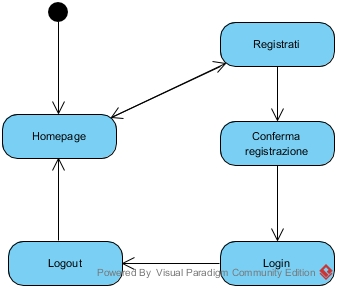 Registrati
Homepage
Conferma
registrazione
Logout
Login
Powered By Visual Paradigm Community Edition